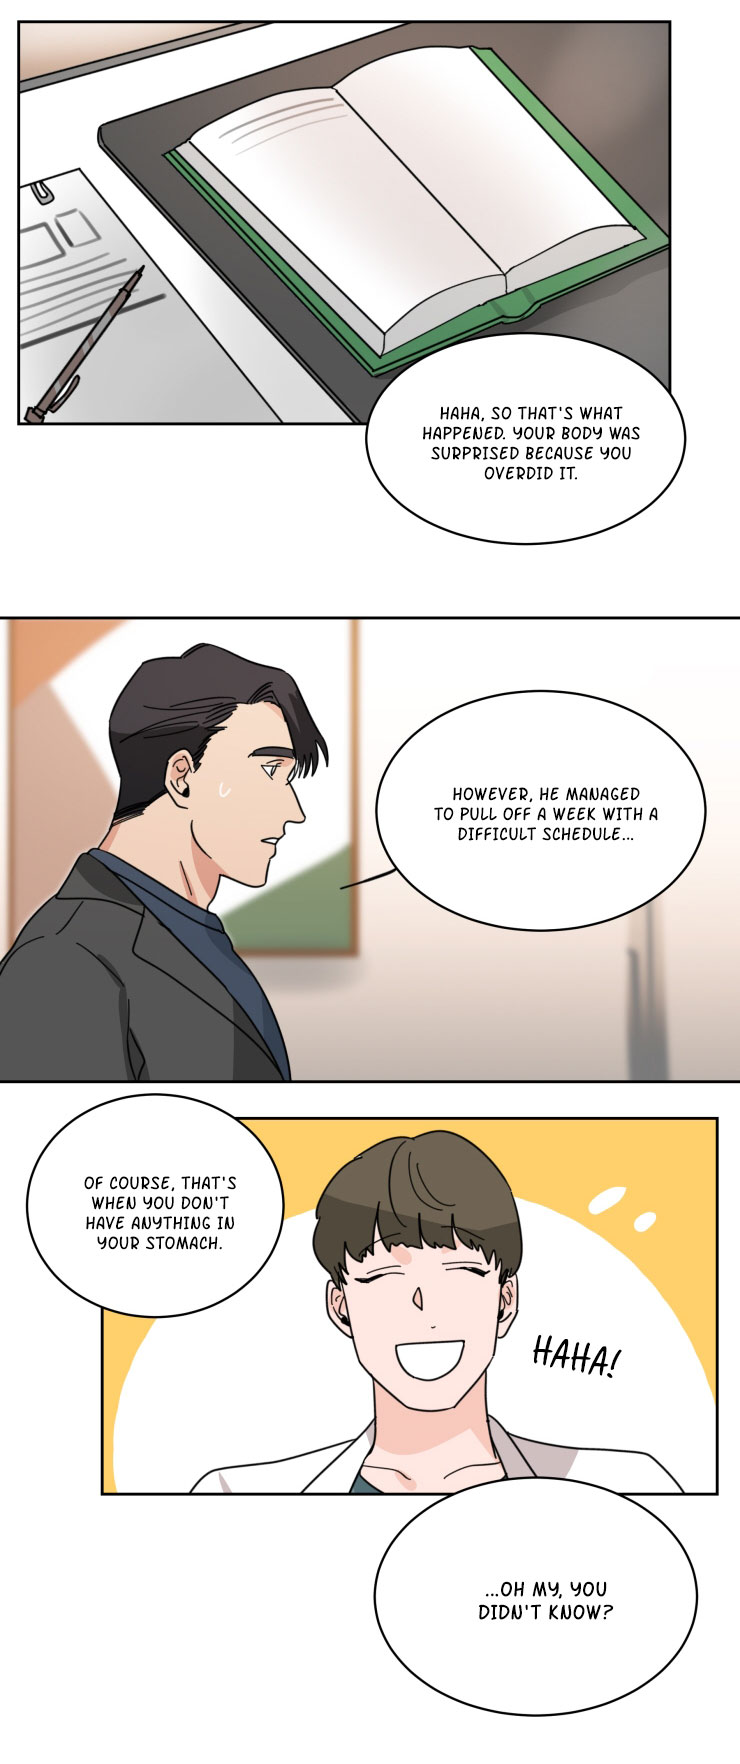 HAHA, SO THAT'S WHAT
HAPPENED. YOUR BODY WAS
SURPRISED BECAUSE YOU
OVERDID IT.
HOWEVER, HE MANAGED
TO PULL OFF A WEEK WITH A
DIFFICULT SCHEDULE...
OF COURSE, THAT'S
WHEN YOU DON'T
HAVE ANYTHING IN
YOUR STOMACH.
HAHA!
...OH MY, YOU
DIDN'T KNOW?